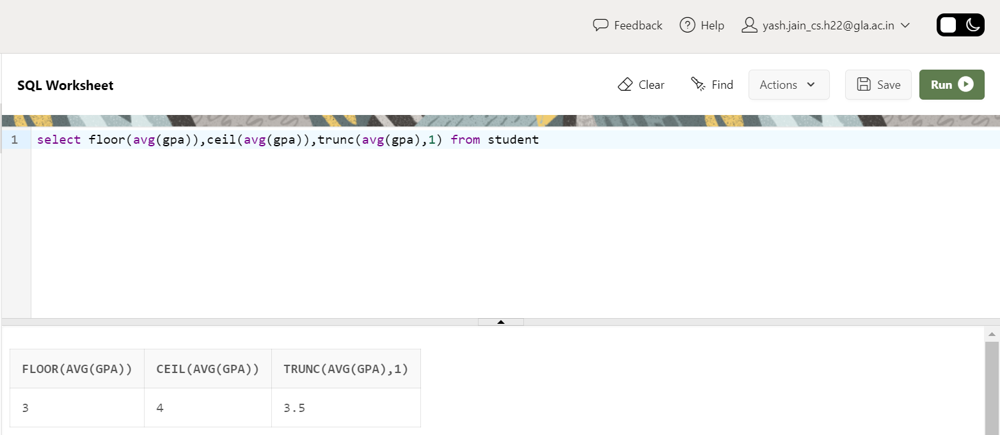 Feedback Help yash.jain_cs.h22@gla.ac.in
SQL Worksheet Clear Find Actions Save Run
1 select floor(avg(gpa)),ceil(avg(gpa)),trunc(avg(gpa),1) from student
FLOOR(AVG(GPA)) CEIL(AVG(GPA)) TRUNC(AVG(GPA),1)
3 4 3.5